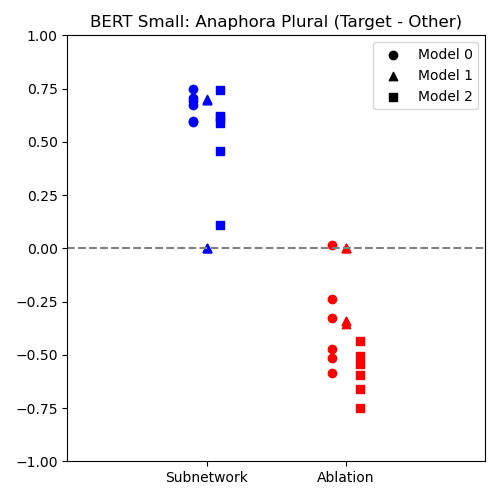 BERT Small: Anaphora Plural (Target - Other)
1.00
0.75
0.50
0.25
0.00
−0.25
−0.50
−0.75
−1.00
Model 0
Model 1
Model 2
Subnetwork
Ablation